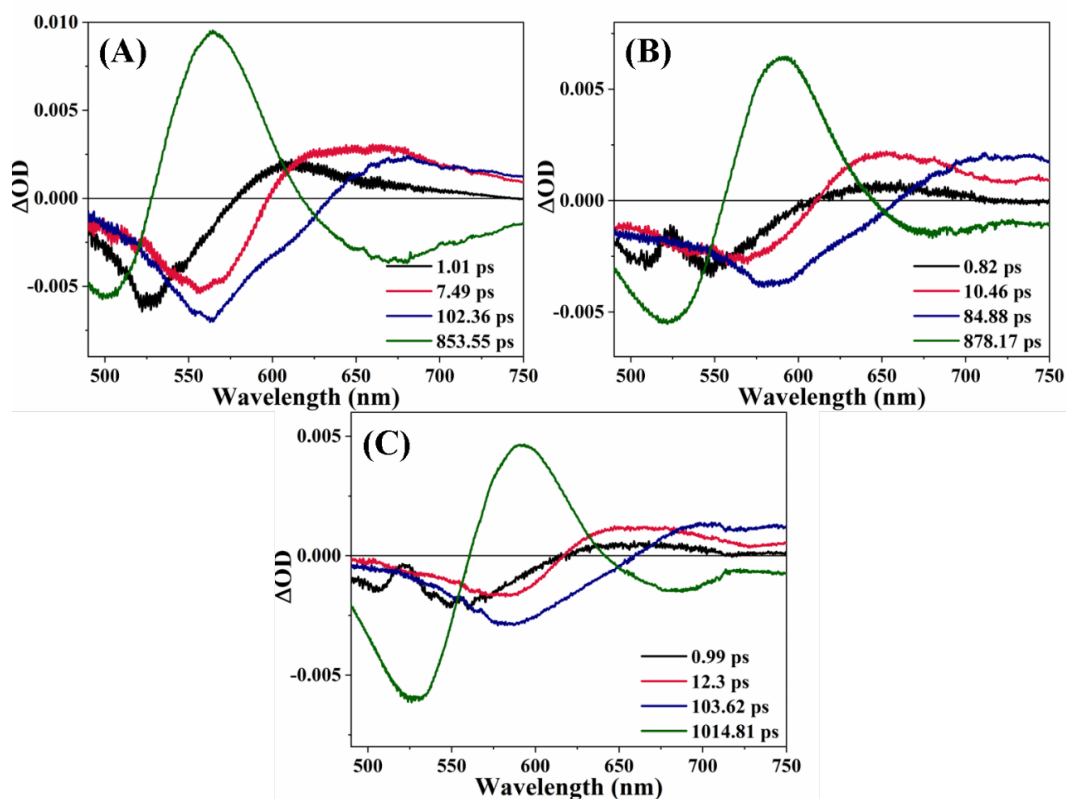 (A)
0.010
0.005
0.000
-0.005
ΔOD
500 550 600 650 700 750
Wavelength (nm)
1.01 ps
7.49 ps
102.36 ps
853.55 ps
(B)
0.005
0.000
-0.005
ΔOD
500 550 600 650 700 750
Wavelength (nm)
0.82 ps
10.46 ps
84.88 ps
878.17 ps
(C)
0.005
0.000
-0.005
ΔOD
500 550 600 650 700 750
Wavelength (nm)
0.99 ps
12.3 ps
103.62 ps
1014.81 ps